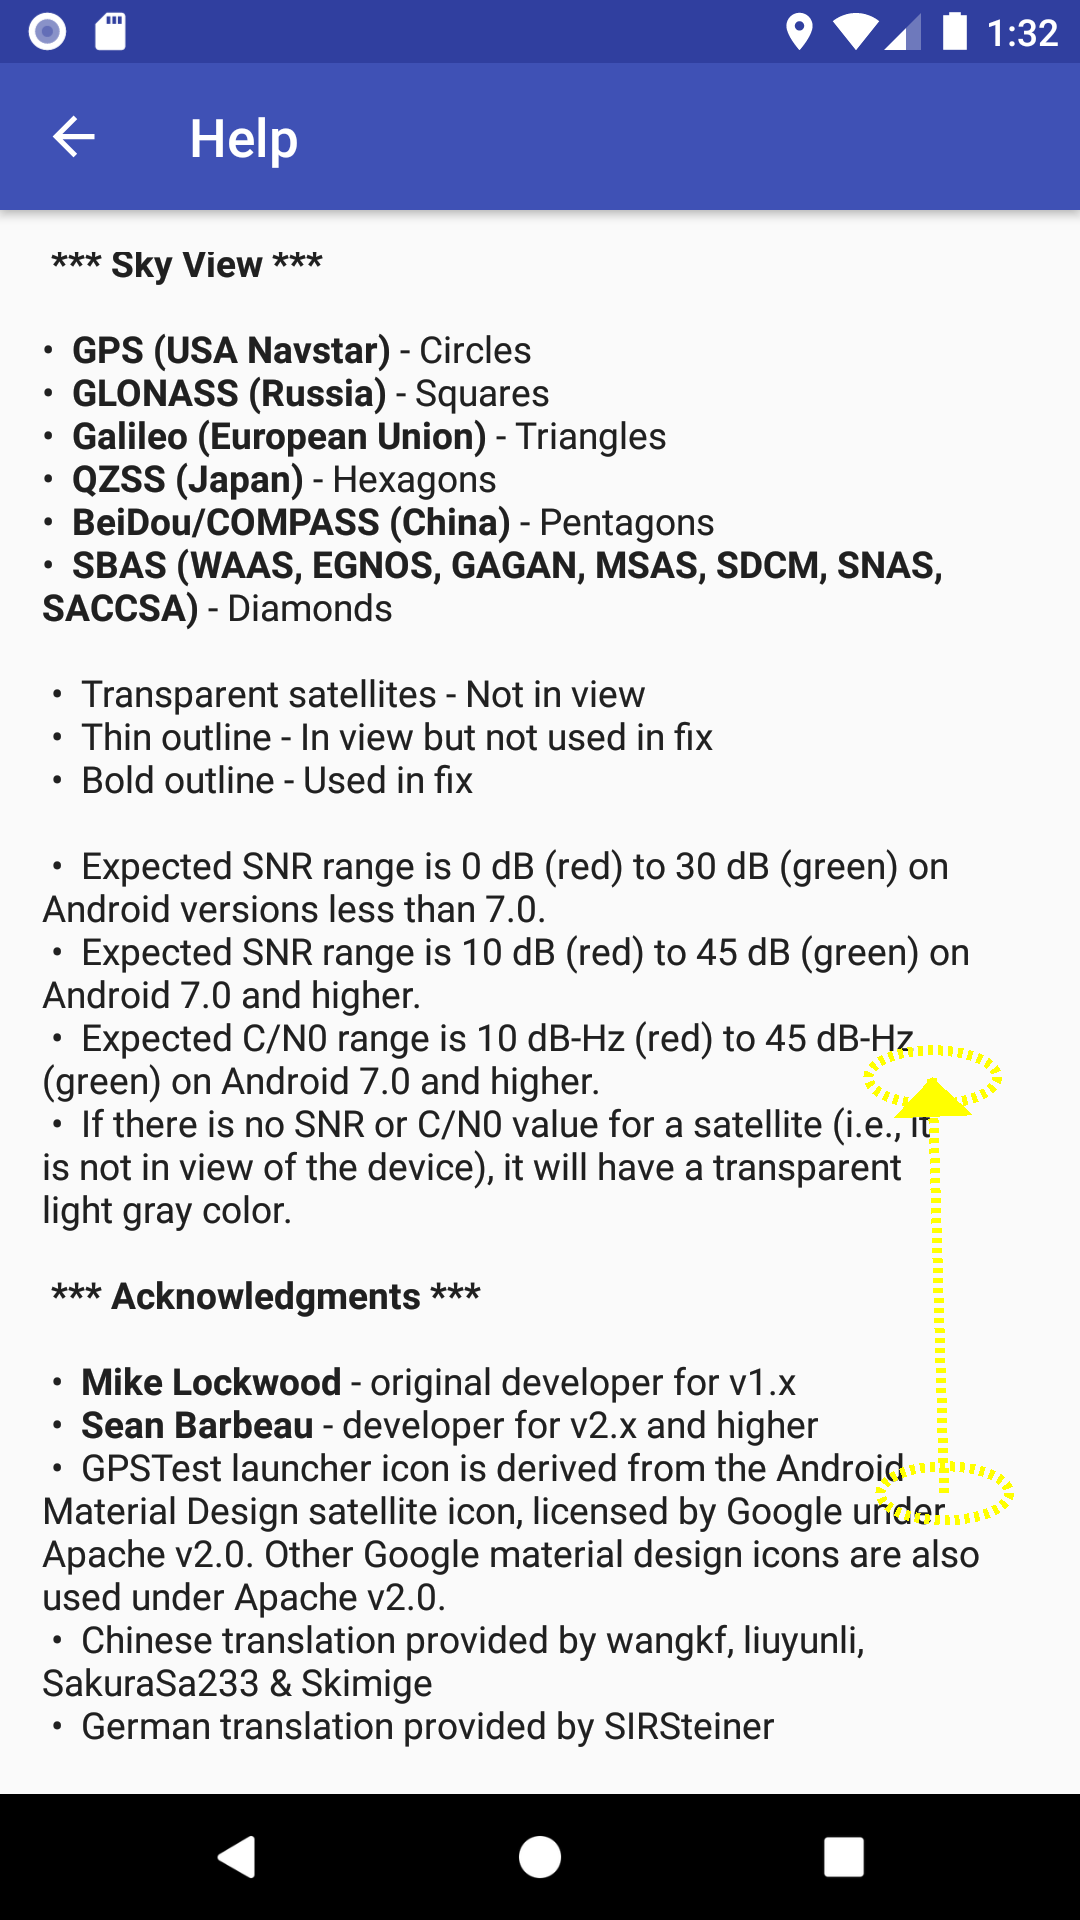 1:32
Help
*** Sky View ***
• GPS (USA Navstar) - Circles
• GLONASS (Russia) - Squares
• Galileo (European Union) - Triangles
• QZSS (Japan) - Hexagons
• BeiDou/COMPASS (China) - Pentagons
• SBAS (WAAS, EGNOS, GAGAN, MSAS, SDCM, SNAS,
SACCSA) - Diamonds
• Transparent satellites - Not in view
• Thin outline - In view but not used in fix
• Bold outline - Used in fix
• Expected SNR range is 0 dB (red) to 30 dB (green) on
Android versions less than 7.0.
• Expected SNR range is 10 dB (red) to 45 dB (green) on
Android 7.0 and higher.
• Expected C/N0 range is 10 dB-Hz (red) to 45 dB-Hz
(green) on Android 7.0 and higher.
• If there is no SNR or C/N0 value for a satellite (i.e., it
is not in view of the device), it will have a transparent
light gray color.
*** Acknowledgments ***
• Mike Lockwood - original developer for v1.x
• Sean Barbeau - developer for v2.x and higher
• GPSTest launcher icon is derived from the Android
Material Design satellite icon, licensed by Google under
Apache v2.0. Other Google material design icons are also
used under Apache v2.0.
• Chinese translation provided by wangkf, liuyunli,
SakuraSa233 & Skimige
• German translation provided by SIRSteiner